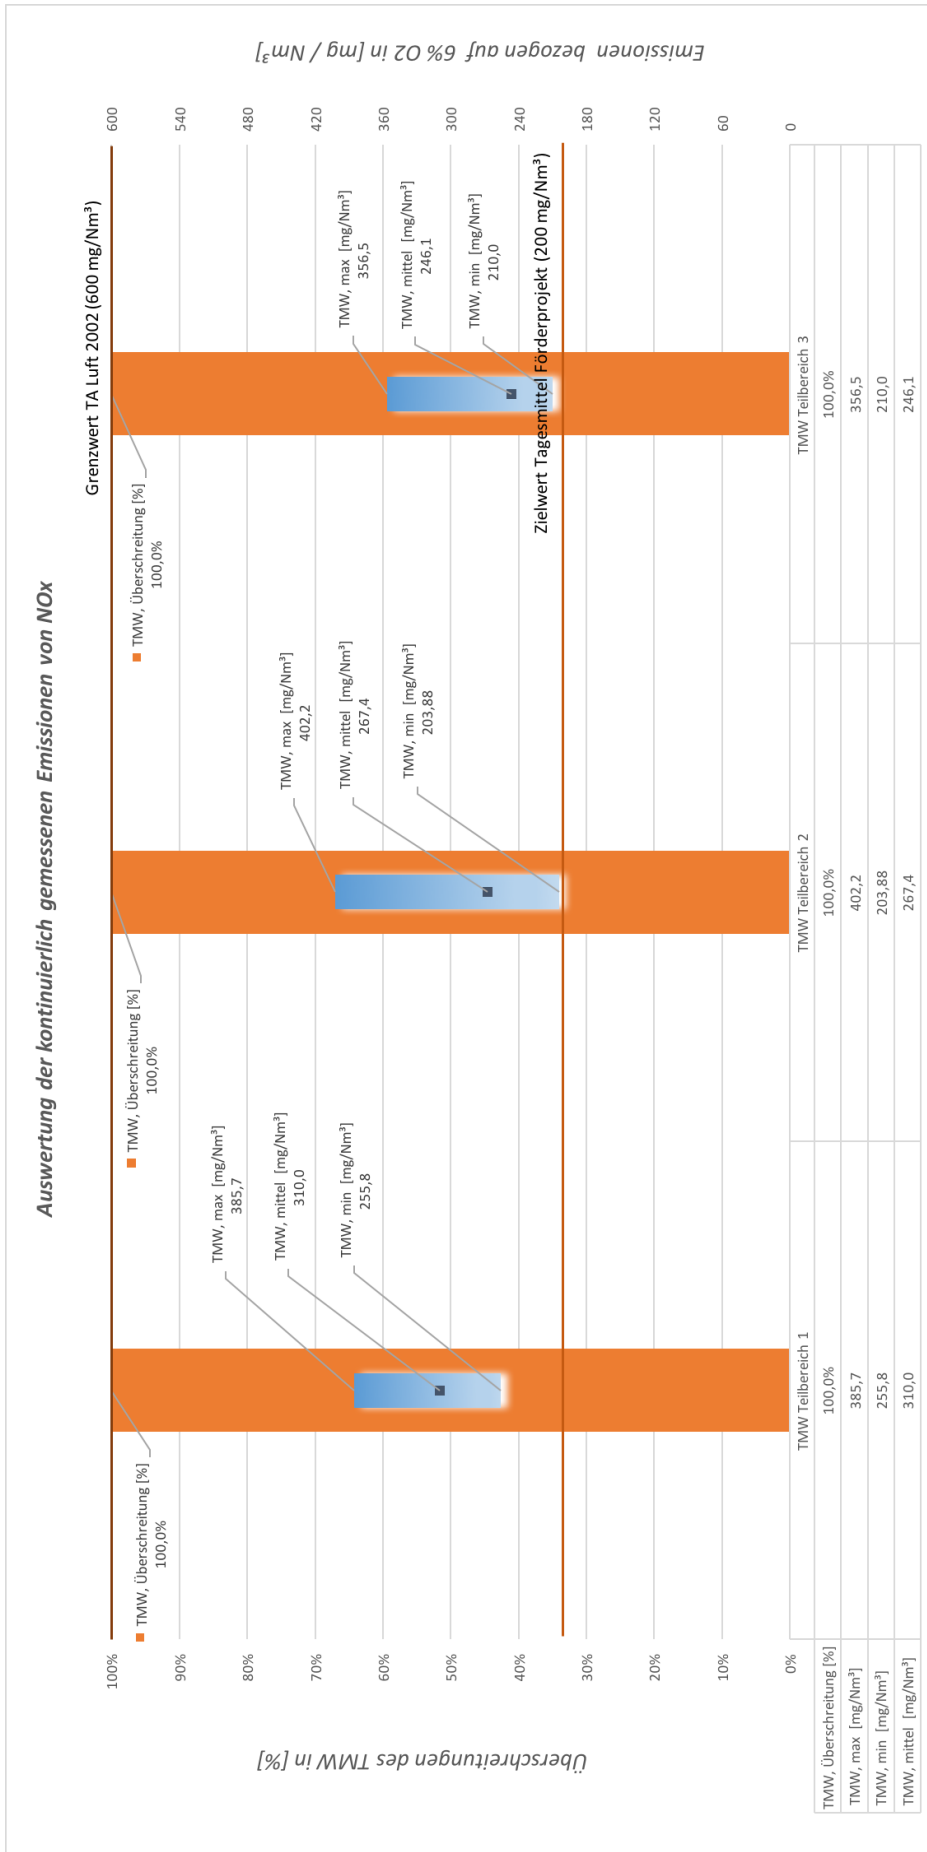 Auswertung der kontinuierlich gemessenen Emissionen von NOx
Überschreitungen des TMW in [%]
100%
90%
80%
70%
60%
50%
40%
30%
20%
10%
0%
Grenzwert TA Luft 2002 (600 mg/Nm³)
Zielwert Tagesmittel Förderprojekt (200 mg/Nm³)
TMW, Überschreitung [%]
100,0%
TMW, max [mg/Nm³]
385,7
TMW, mittel [mg/Nm³]
310,0
TMW, min [mg/Nm³]
255,8
TMW, Überschreitung [%]
100,0%
TMW, max [mg/Nm³]
402,2
TMW, mittel [mg/Nm³]
267,4
TMW, min [mg/Nm³]
203,88
TMW, Überschreitung [%]
100,0%
TMW, max [mg/Nm³]
356,5
TMW, mittel [mg/Nm³]
246,1
TMW, min [mg/Nm³]
210,0
600
540
480
420
360
300
240
180
120
60
0
Emissionen bezogen auf 6% O2 in [mg / Nm³]
TMW Teilbereich 1 TMW Teilbereich 2 TMW Teilbereich 3
TMW, Überschreitung [%] 100,0% 100,0% 100,0%
TMW, max [mg/Nm³] 385,7 402,2 356,5
TMW, min [mg/Nm³] 255,8 203,88 210,0
TMW, mittel [mg/Nm³] 310,0 267,4 246,1